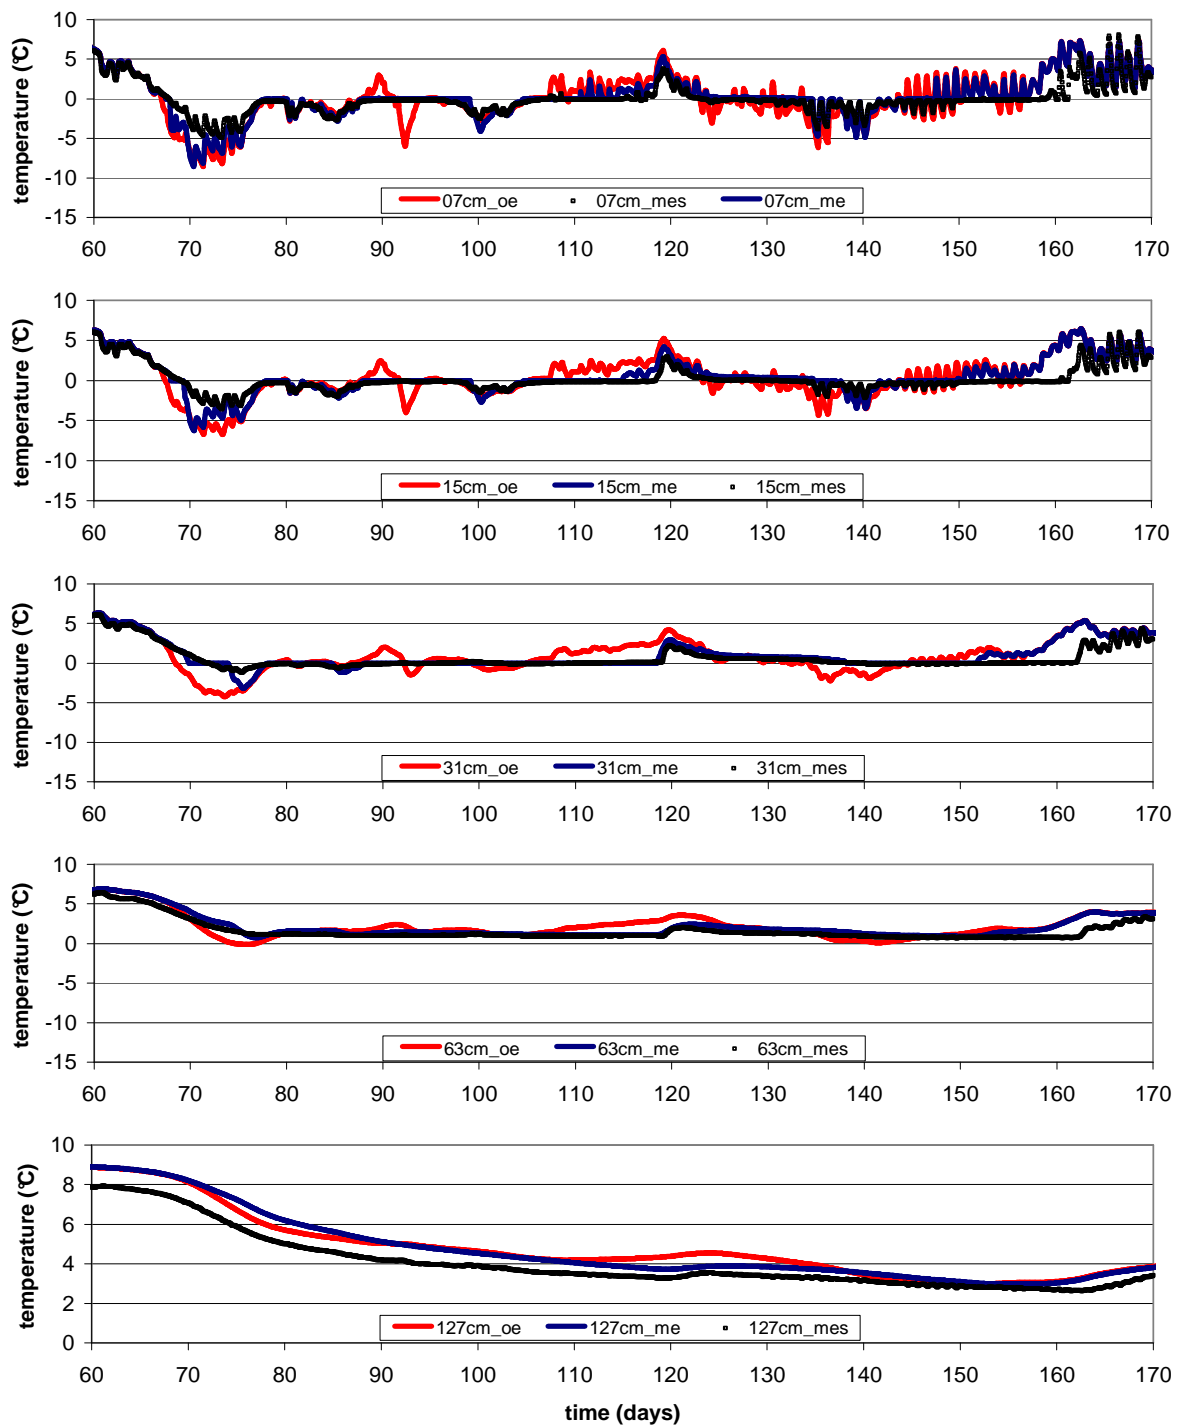 10
5
0
-5
-10
-15
temperature (°C)
07cm_oe 07cm_mes 07cm_me
60 70 80 90 100 110 120 130 140 150 160 170
10
5
0
-5
-10
-15
temperature (°C)
15cm_oe 15cm_me 15cm_mes
60 70 80 90 100 110 120 130 140 150 160 170
10
5
0
-5
-10
-15
temperature (°C)
31cm_oe 31cm_me 31cm_mes
60 70 80 90 100 110 120 130 140 150 160 170
10
5
0
-5
-10
-15
temperature (°C)
63cm_oe 63cm_me 63cm_mes
60 70 80 90 100 110 120 130 140 150 160 170
10
8
6
4
2
0
temperature (°C)
127cm_oe 127cm_me 127cm_mes
60 70 80 90 100 110 120 130 140 150 160 170
time (days)